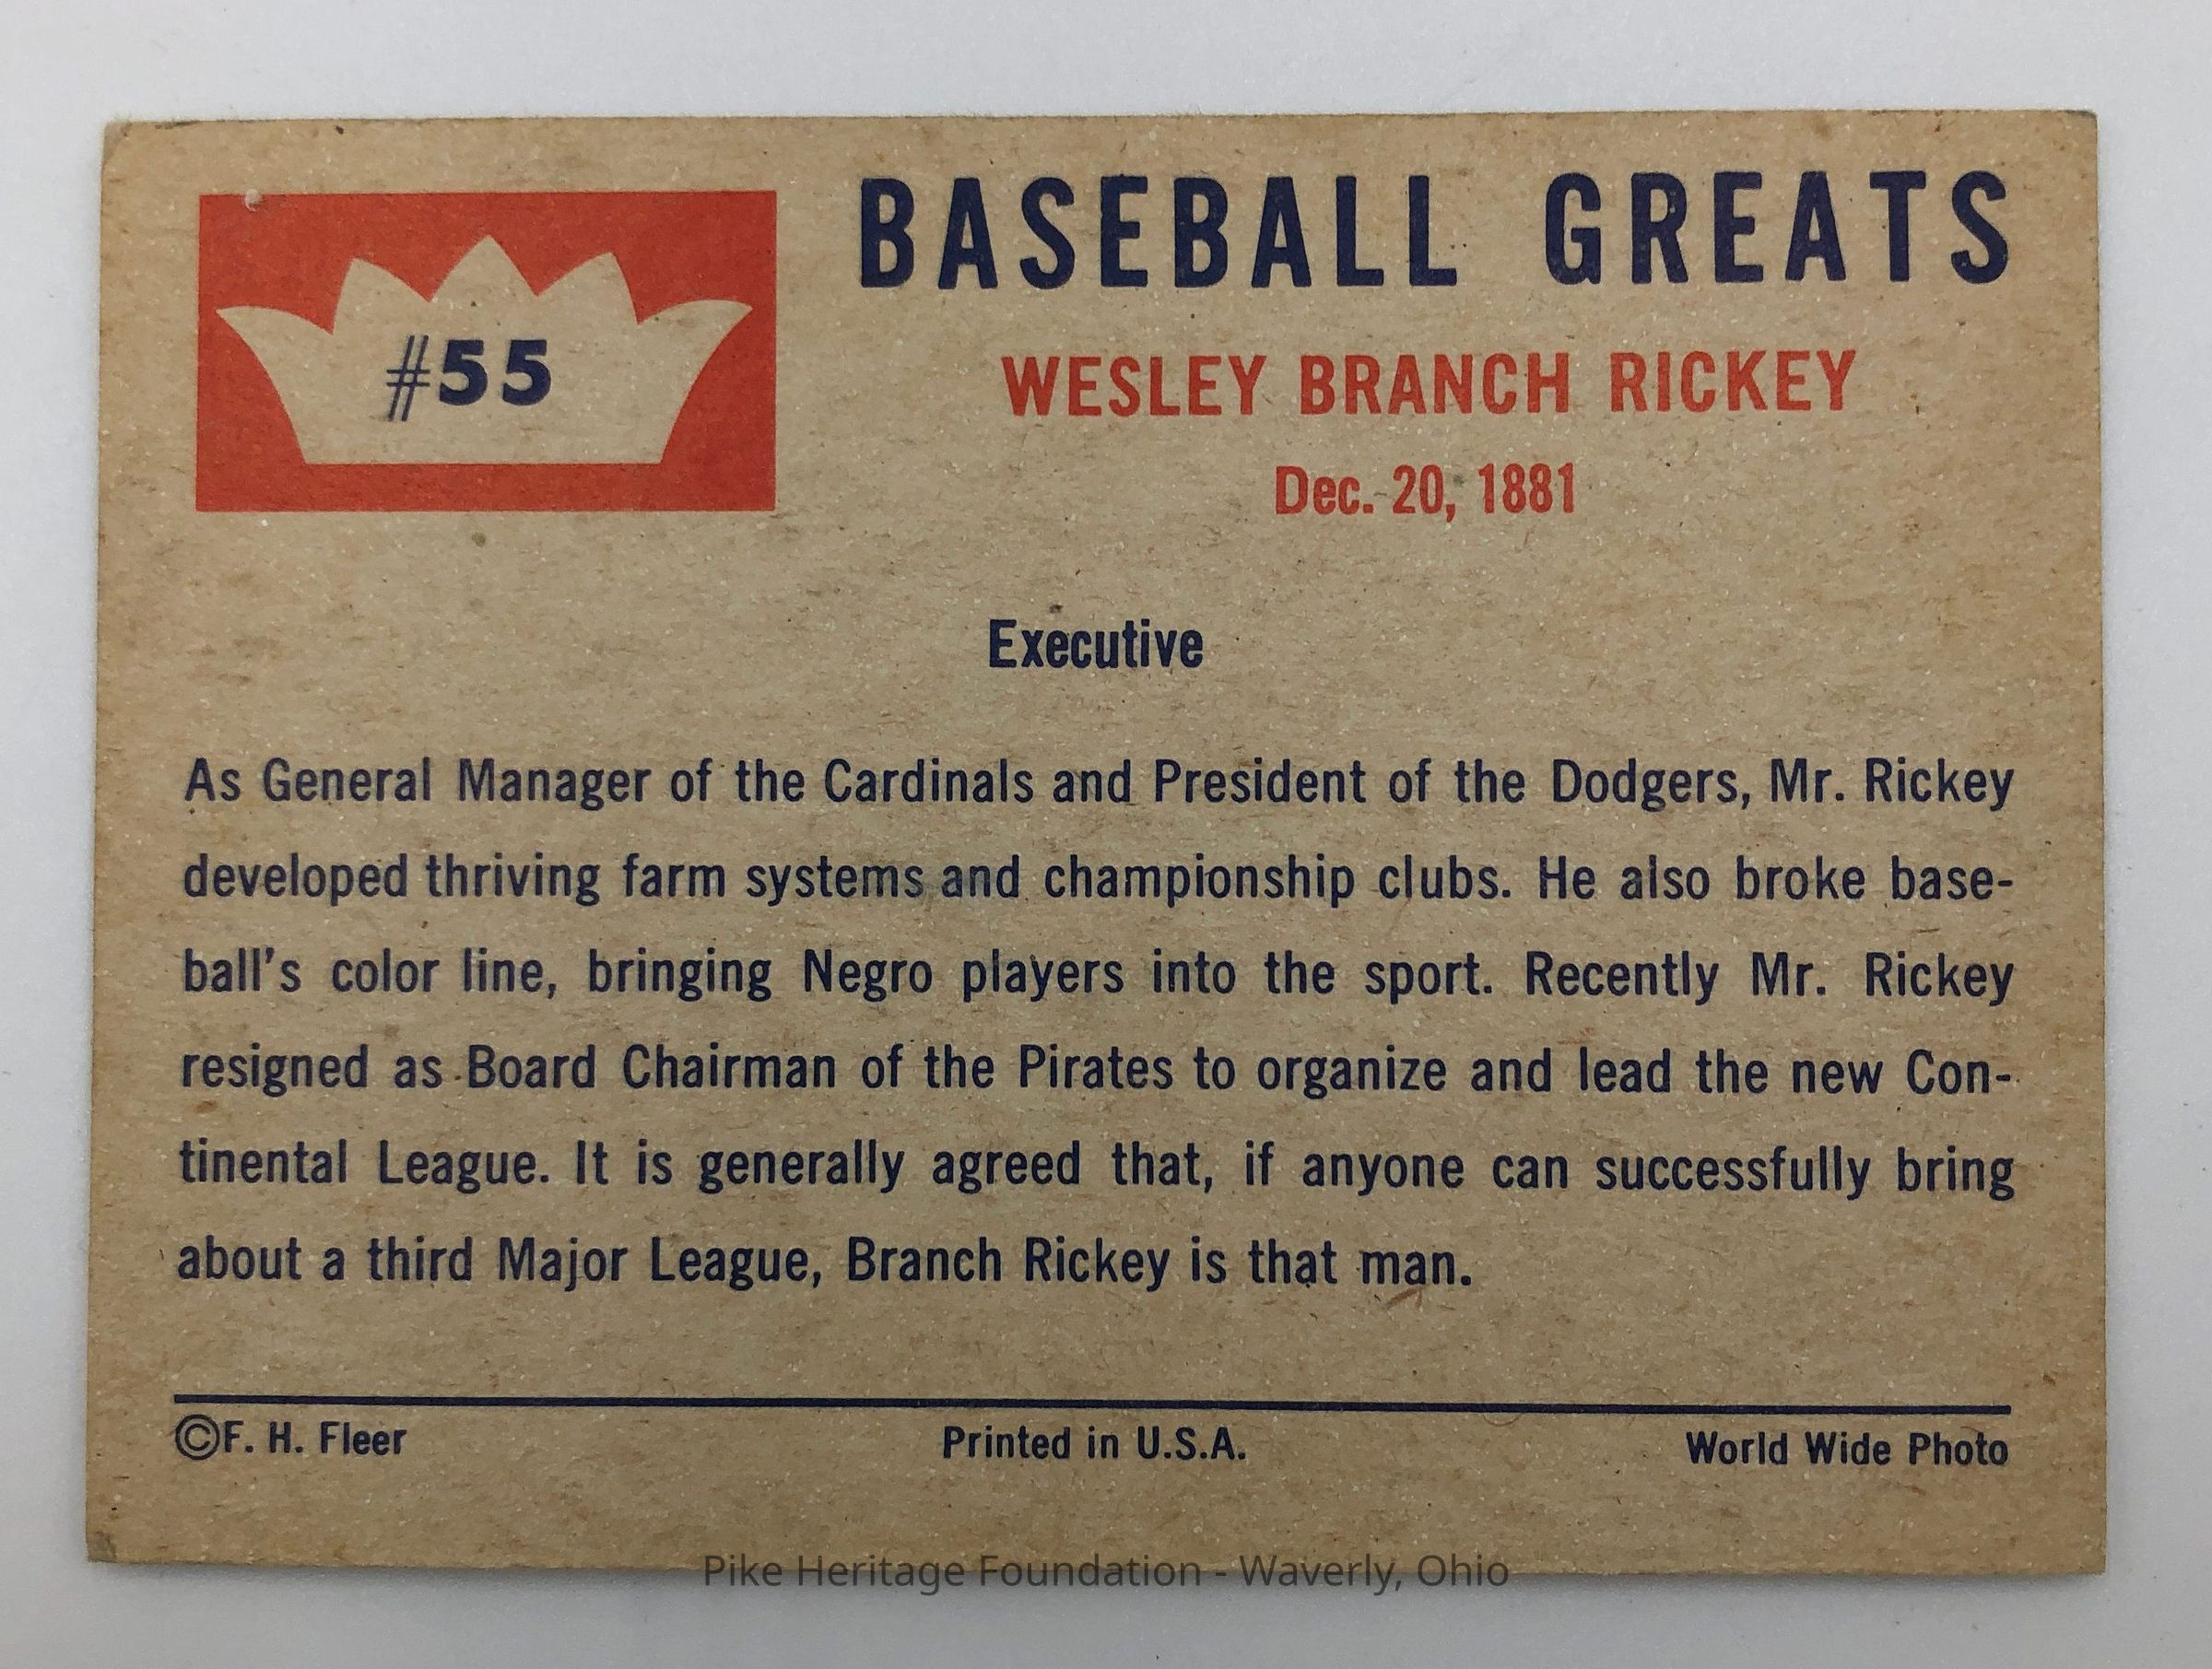 #55
BASEBALL GREATS
WESLEY BRANCH RICKEY
Dec. 20, 1881
Executive
As General Manager of the Cardinals and President of the Dodgers, Mr. Rickey
developed thriving farm systems and championship clubs. He also broke base-
ball's color line, bringing Negro players into the sport. Recently Mr. Rickey
resigned as Board Chairman of the Pirates to organize and lead the new Con-
tinental League. It is generally agreed that, if anyone can successfully bring
about a third Major League, Branch Rickey is that man.
©F. H. Fleer Printed in U.S.A. World Wide Photo
Pike Heritage Foundation - Waverly, Ohio